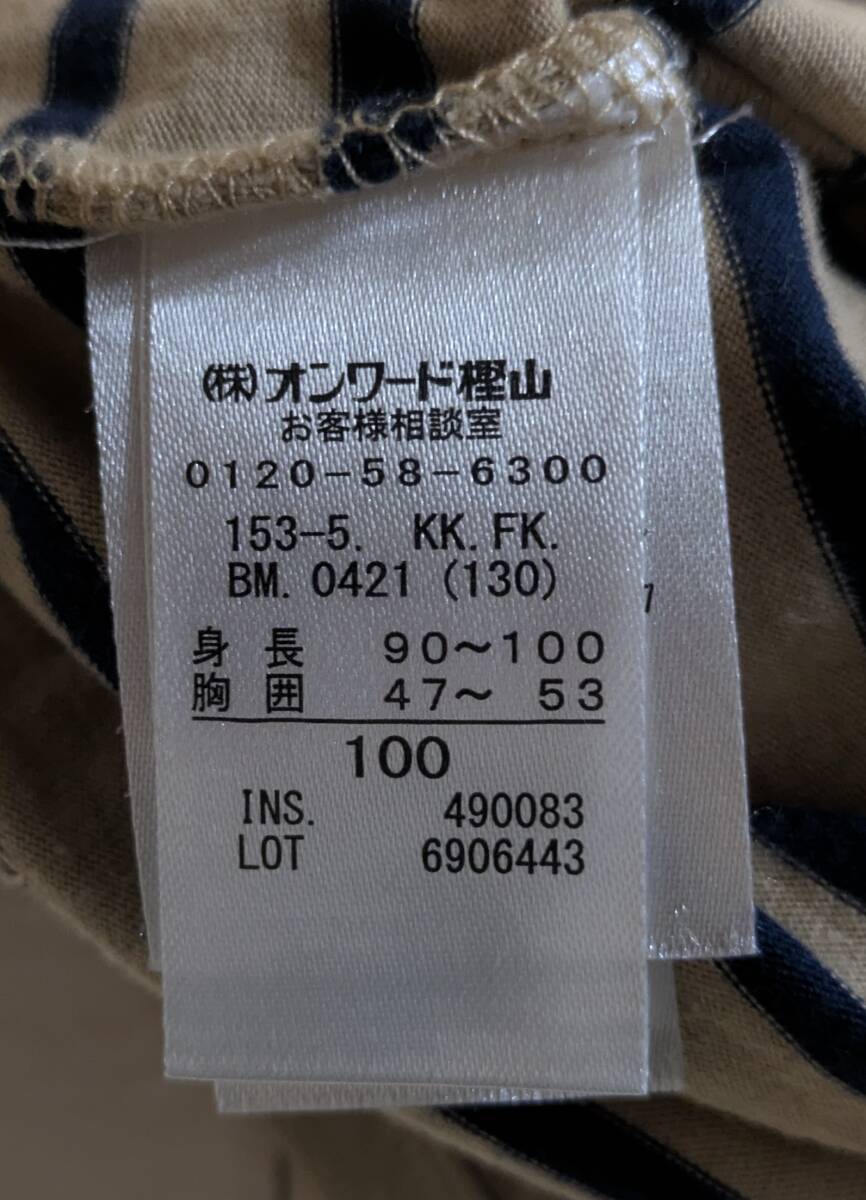 (株)オンワード樫山
お客様相談室
0120-58-6300
153-5. KK.FK.
BM. 0421 (130)
身長 90~100
胸囲 47~ 53
100
INS. 490083
LOT 6906443